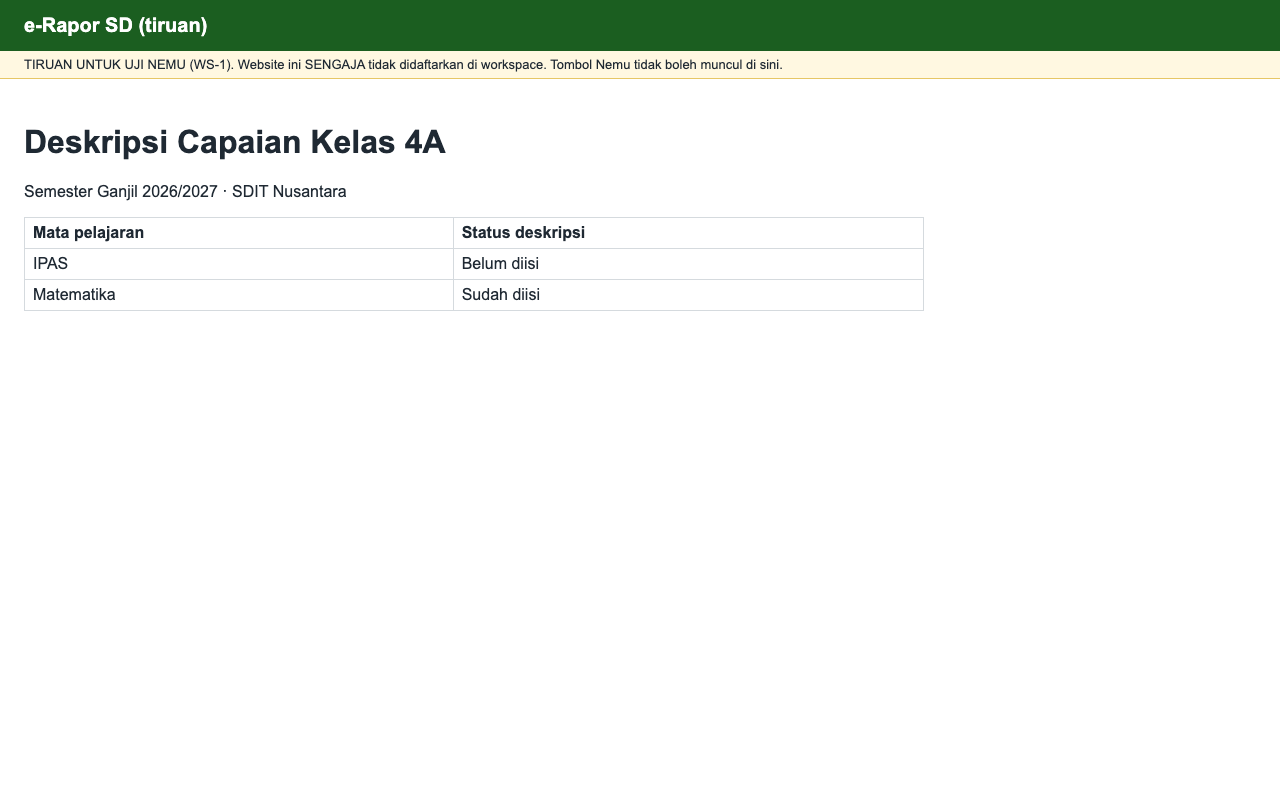 e-Rapor SD (tiruan)
TIRUAN UNTUK UJI NEMU (WS-1). Website ini SENGAJA tidak didaftarkan di workspace. Tombol Nemu tidak boleh muncul di sini.
Deskripsi Capaian Kelas 4A
Semester Ganjil 2026/2027 · SDIT Nusantara
Mata pelajaran Status deskripsi
IPAS Belum diisi
Matematika Sudah diisi